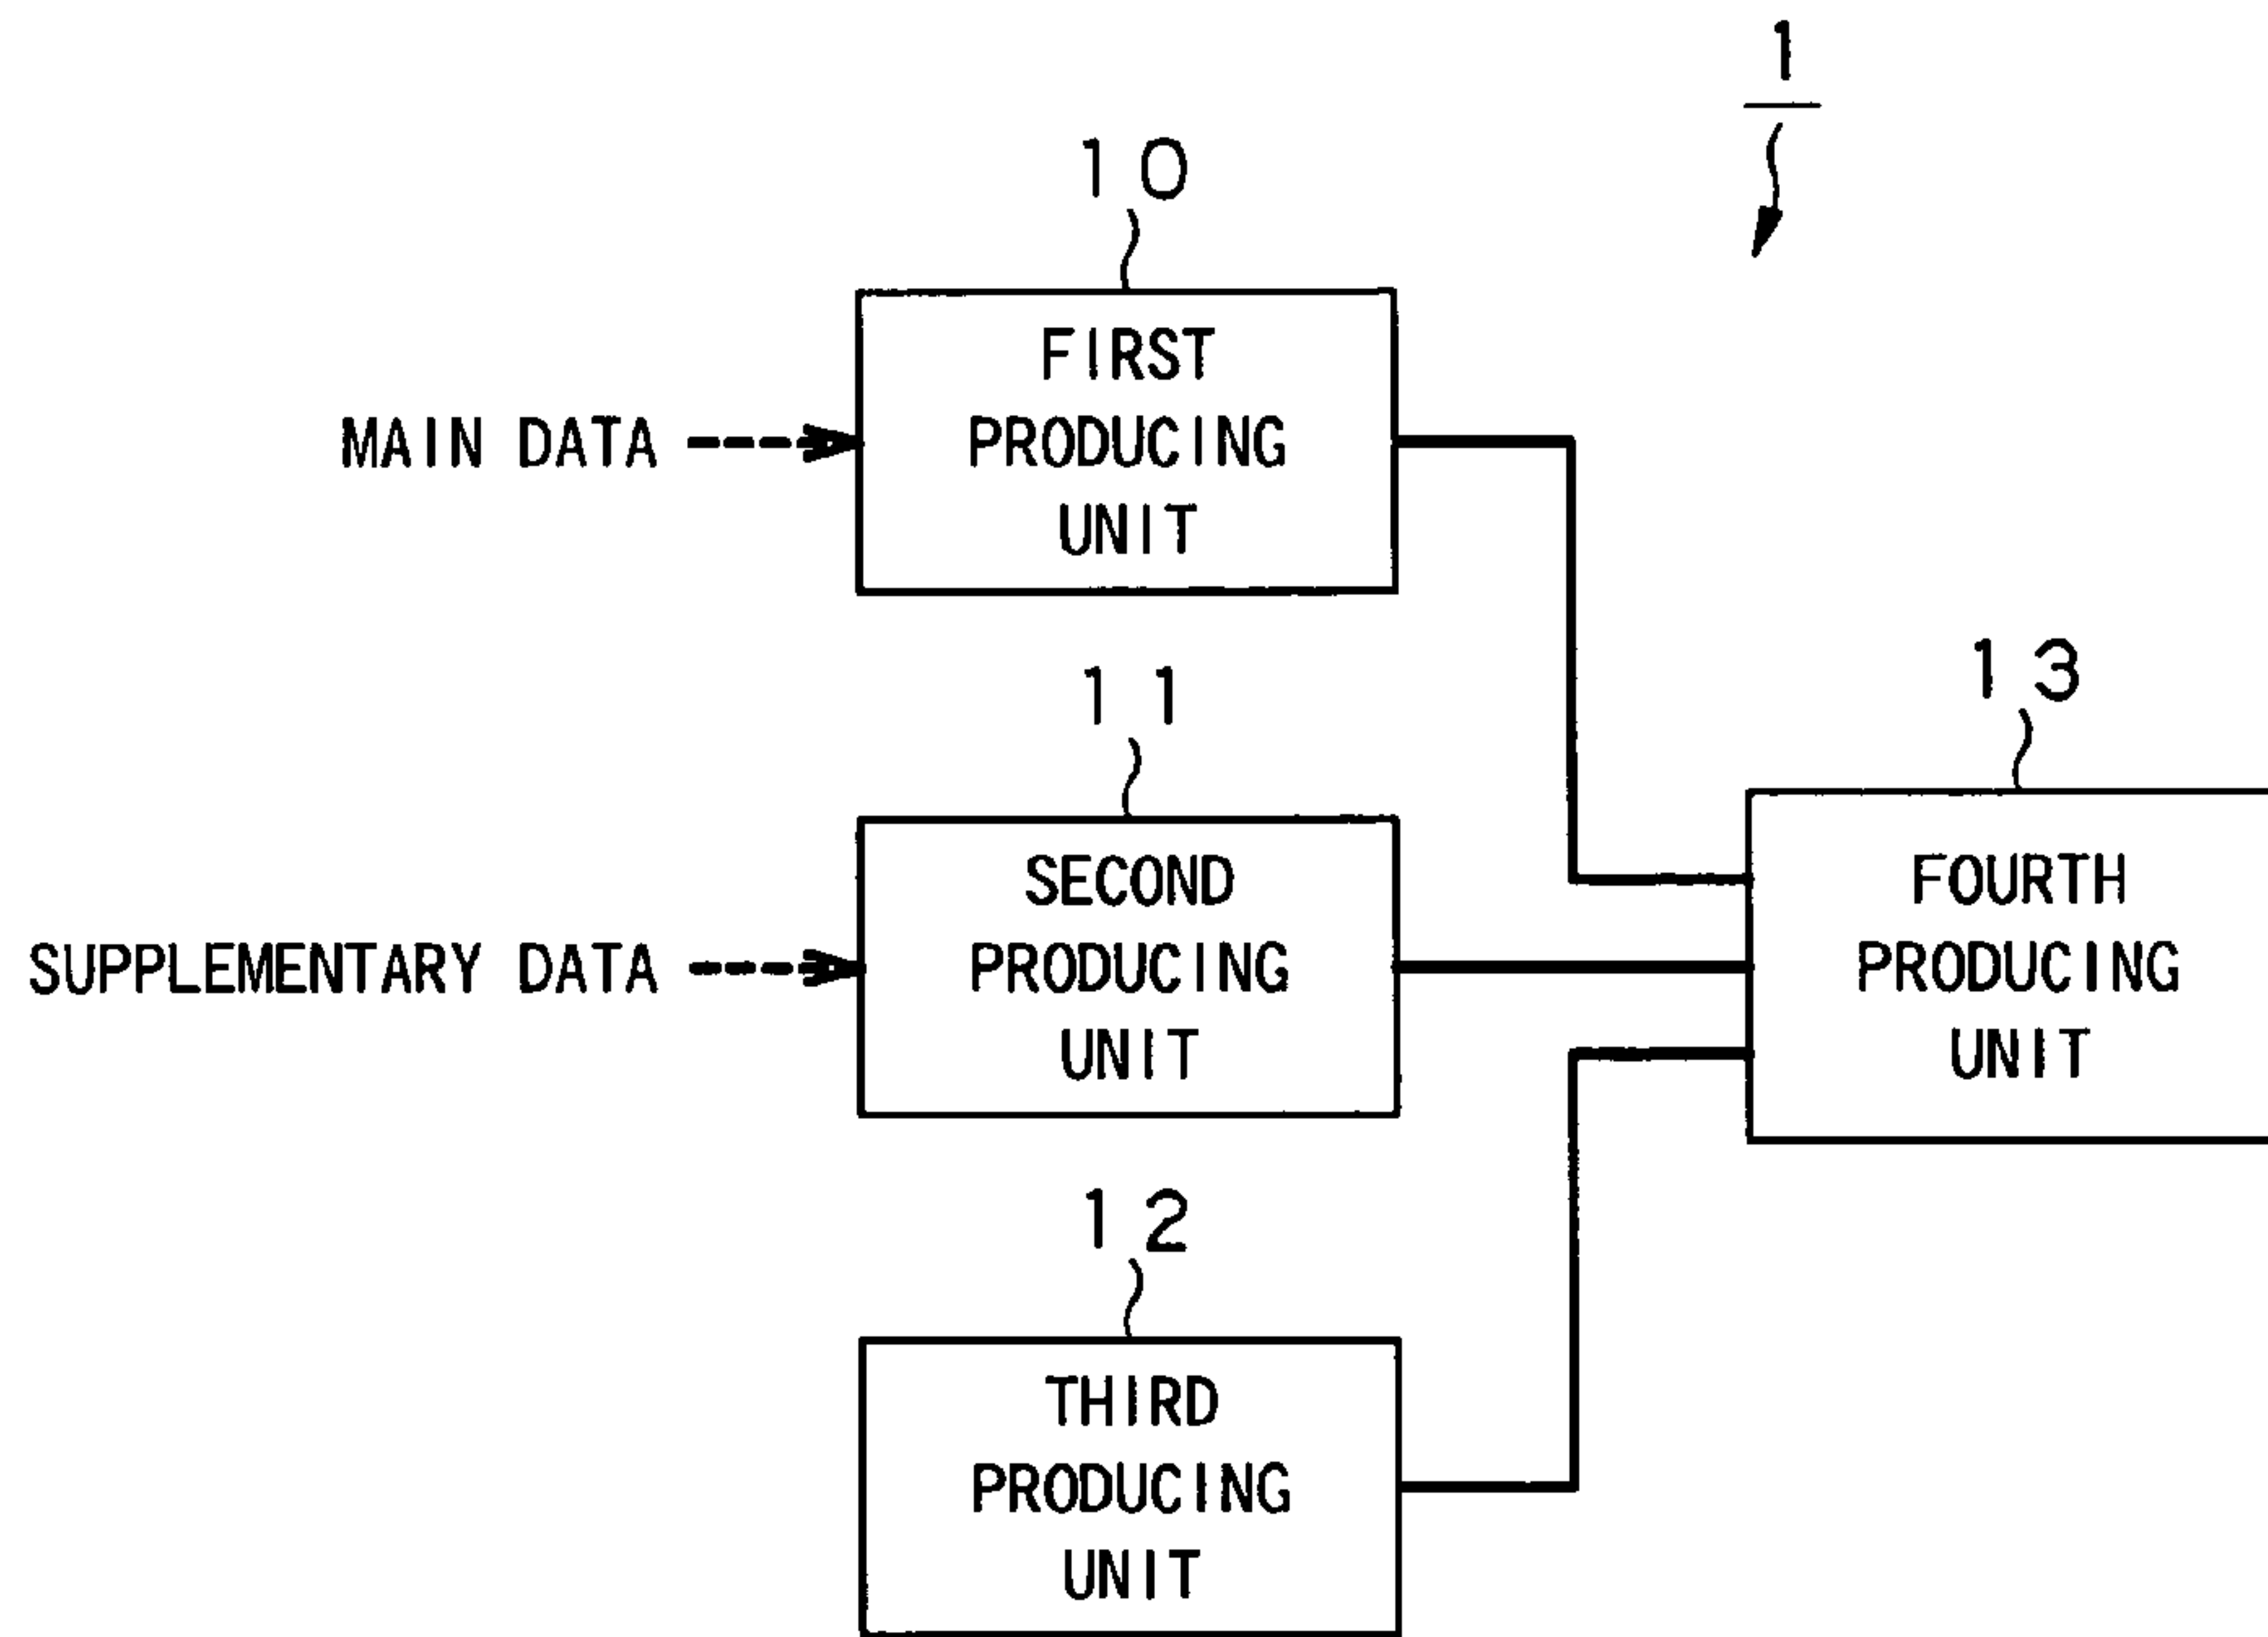 1
10
FIRST
PRODUCING
UNIT
MAIN DATA
11
SECOND
PRODUCING
UNIT
SUPPLEMENTARY DATA
12
THIRD
PRODUCING
UNIT
13
FOURTH
PRODUCING
UNIT